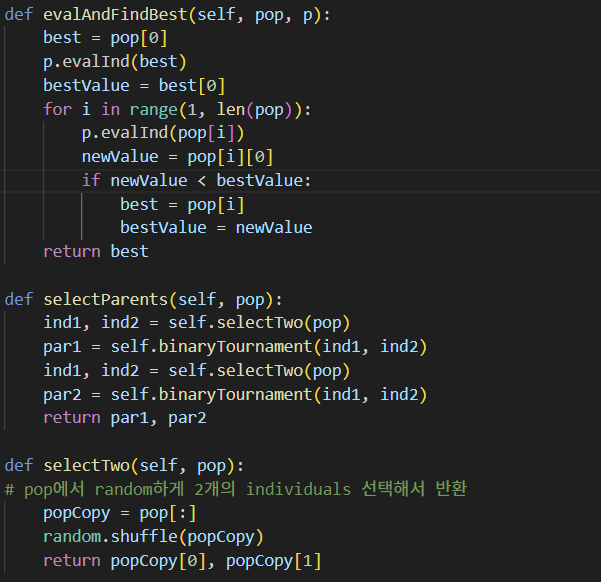 def evalAndFindBest(self, pop, p):
    best = pop[0]
    p.evalInd(best)
    bestValue = best[0]
    for i in range(1, len(pop)):
        p.evalInd(pop[i])
        newValue = pop[i][0]
        if newValue < bestValue:
            best = pop[i]
            bestValue = newValue
    return best

def selectParents(self, pop):
    ind1, ind2 = self.selectTwo(pop)
    par1 = self.binaryTournament(ind1, ind2)
    ind1, ind2 = self.selectTwo(pop)
    par2 = self.binaryTournament(ind1, ind2)
    return par1, par2

def selectTwo(self, pop):
# pop에서 random하게 2개의 individuals 선택해서 반환
    popCopy = pop[:]
    random.shuffle(popCopy)
    return popCopy[0], popCopy[1]